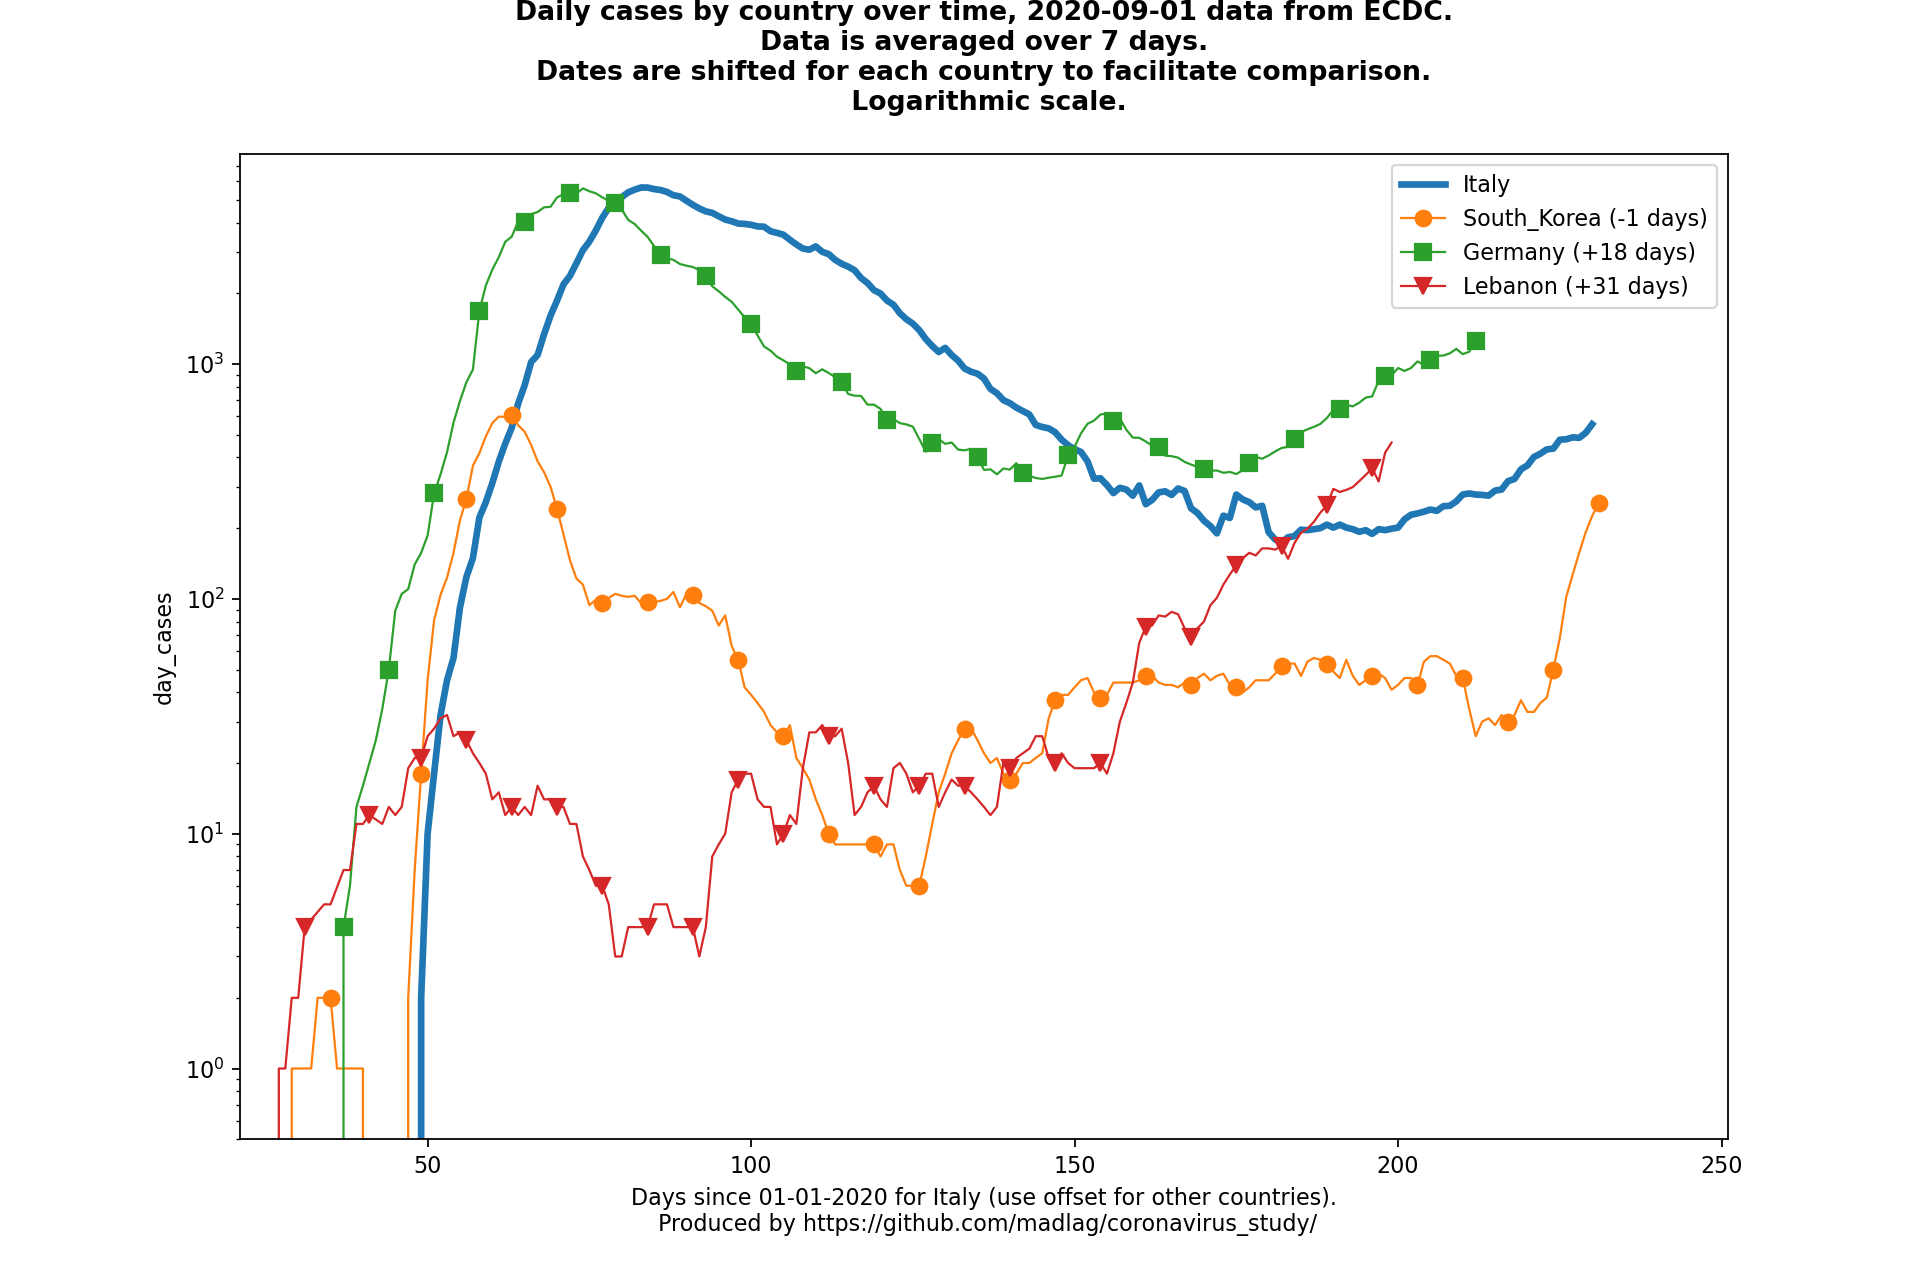 Daily cases by country over time, 2020-09-01 data from ECDC.
Data is averaged over 7 days.
Dates are shifted for each country to facilitate comparison.
Logarithmic scale.
Italy
South_Korea (-1 days)
Germany (+18 days)
Lebanon (+31 days)
10³
10²
10¹
10⁰
day_cases
50 100 150 200 250
Days since 01-01-2020 for Italy (use offset for other countries).
Produced by https://github.com/madlag/coronavirus_study/